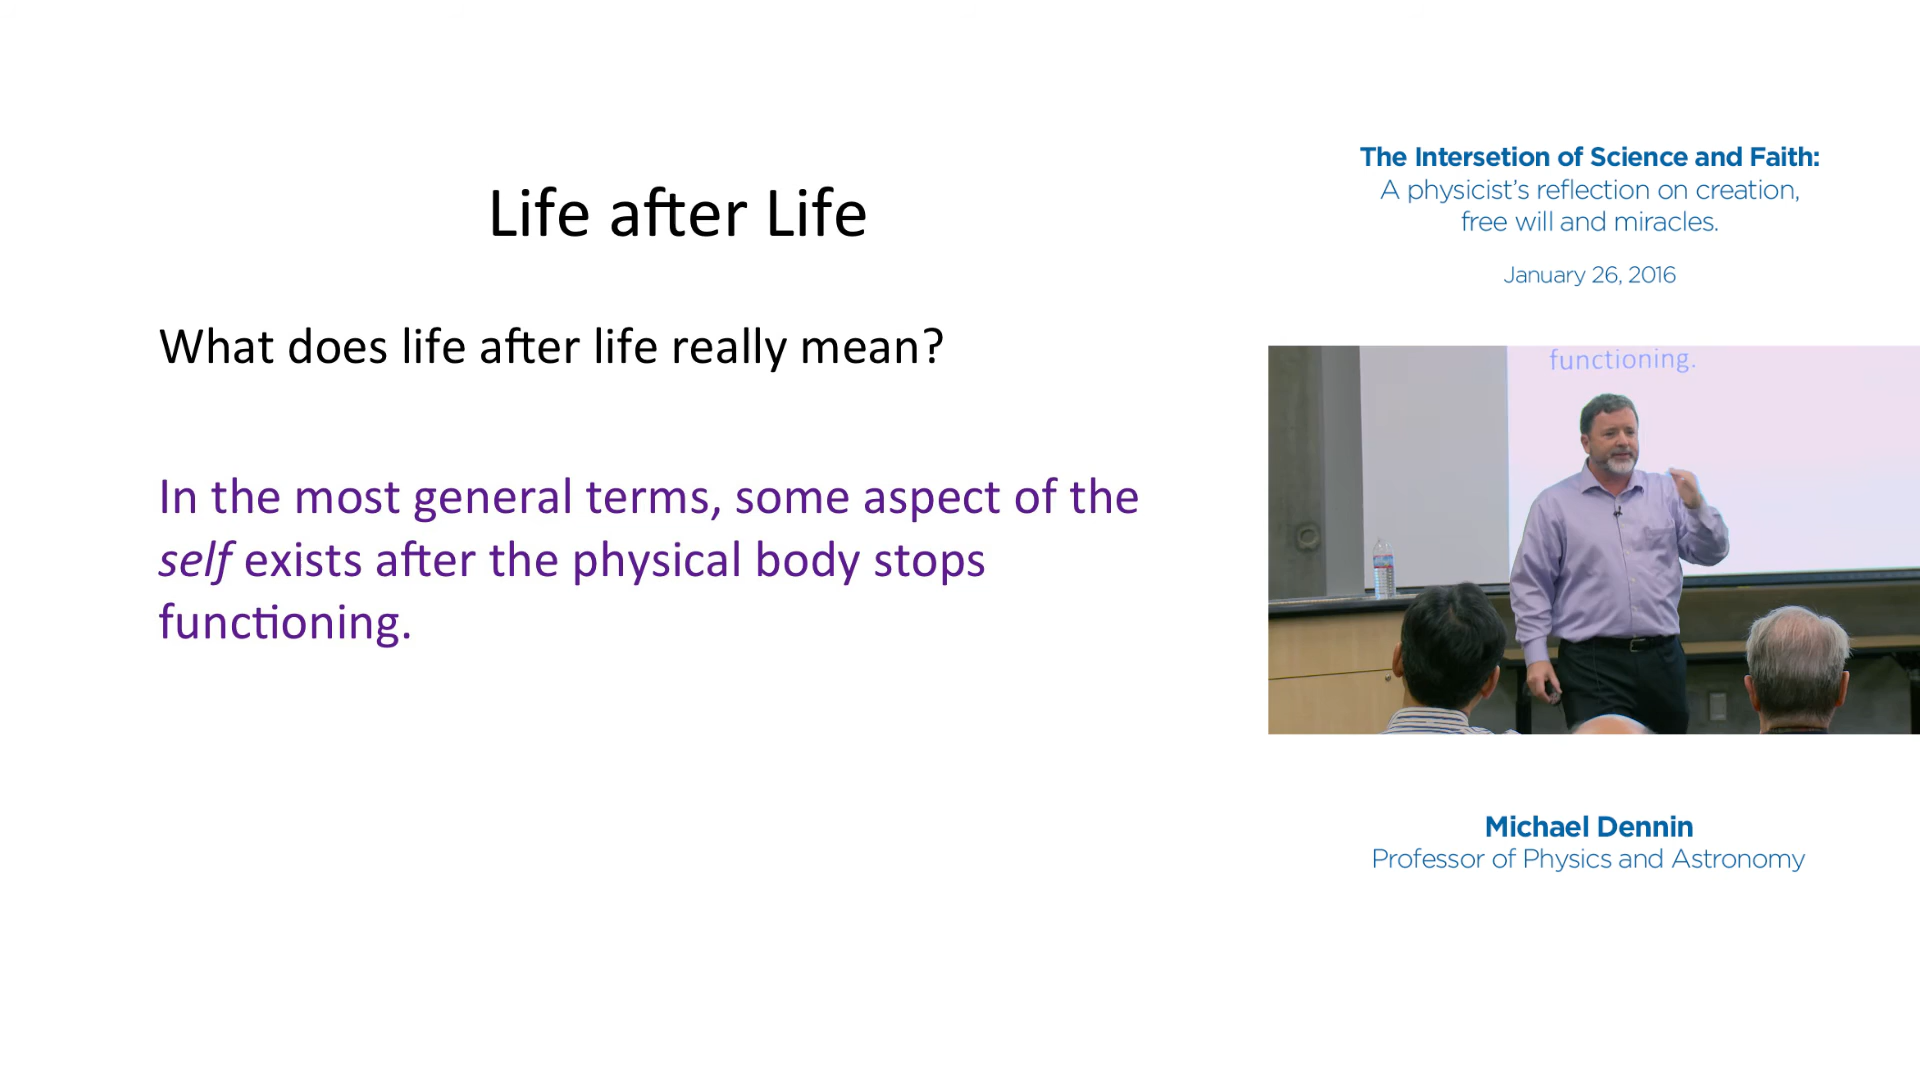 Life after Life
What does life after life really mean?
In the most general terms, some aspect of the
self exists after the physical body stops
functioning.
The Intersetion of Science and Faith:
A physicist's reflection on creation,
free will and miracles.
January 26, 2016
functioning.
Michael Dennin
Professor of Physics and Astronomy